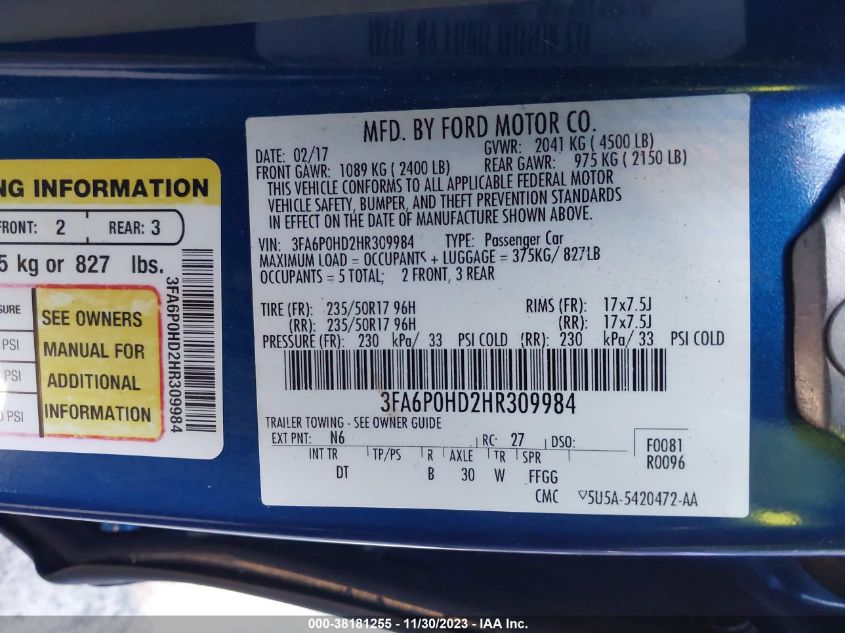 MFD. BY FORD MOTOR CO.
DATE: 02/17 GVWR: 2041 KG (4500 LB)
FRONT GAWR: 1089 KG (2400 LB) REAR GAWR: 975 KG (2150 LB)
THIS VEHICLE CONFORMS TO ALL APPLICABLE FEDERAL MOTOR
VEHICLE SAFETY, BUMPER, AND THEFT PREVENTION STANDARDS
IN EFFECT ON THE DATE OF MANUFACTURE SHOWN ABOVE.
VIN: 3FA6P0HD2HR309984 TYPE: Passenger Car
MAXIMUM LOAD = OCCUPANTS + LUGGAGE = 375KG/ 827LB
OCCUPANTS = 5 TOTAL; 2 FRONT, 3 REAR
TIRE (FR): 235/50R17 96H RIMS (FR): 17x7.5J
(RR): 235/50R17 96H (RR): 17x7.5J
PRESSURE (FR): 230 kPa/ 33 PSI COLD (RR): 230 kPa/ 33 PSI COLD
3FA6P0HD2HR309984
TRAILER TOWING - SEE OWNER GUIDE
EXT PNT: N6 RC: 27 DSO:
INT TR TP/PS R AXLE TR SPR
DT B 30 W FFGG
F0081
R0096
CMC ▽5U5A-5420472-AA
NG INFORMATION
FRONT: 2 REAR: 3
5 kg or 827 lbs.
SURE
PSI
PSI
0 PSI
SEE OWNERS
MANUAL FOR
ADDITIONAL
INFORMATION
3FA6P0HD2HR309984
000-38181255 - 11/30/2023 - IAA Inc.